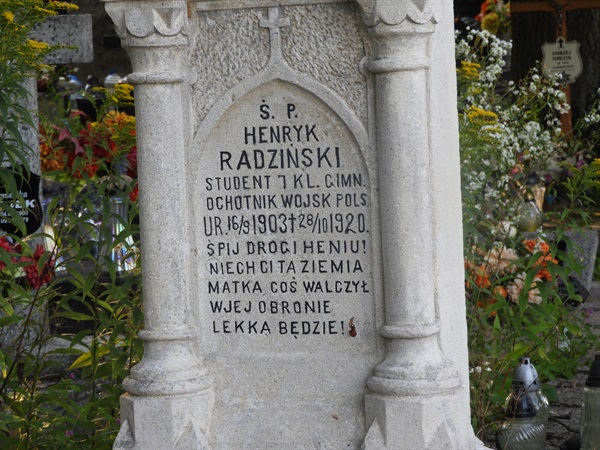 Ś. P.
HENRYK
RADZIŃSKI
STUDENT 7 KL. GIMN.
OCHOTNIK WOJSK POLS
UR. 16/9 1903 † 28/10 1920.
ŚPIJ DROGI HENIU!
NIECH CI TA ZIEMIA
MATKA COŚ WALCZYŁ
W JEJ OBRONIE
LEKKĄ BĘDZIE!